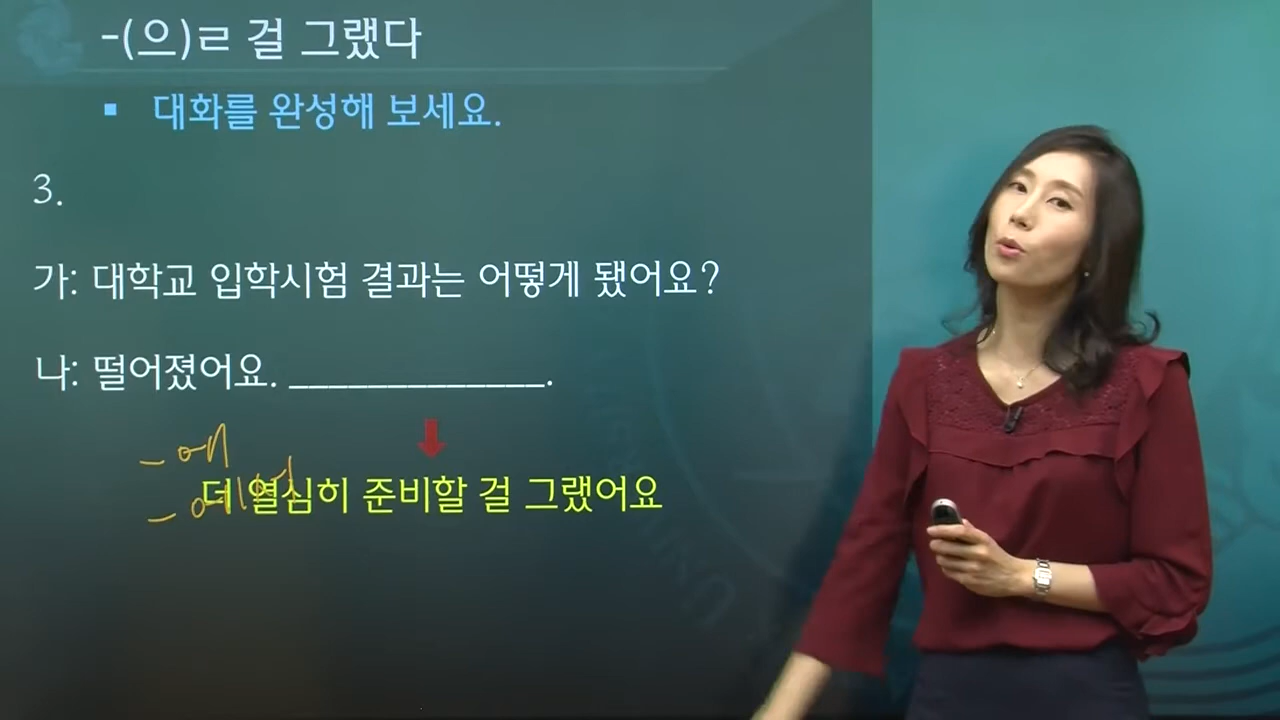 -(으)ㄹ 걸 그랬다
▪ 대화를 완성해 보세요.
3.
가: 대학교 입학시험 결과는 어떻게 됐어요?
나: 떨어졌어요. _____________.
더 열심히 준비할 걸 그랬어요